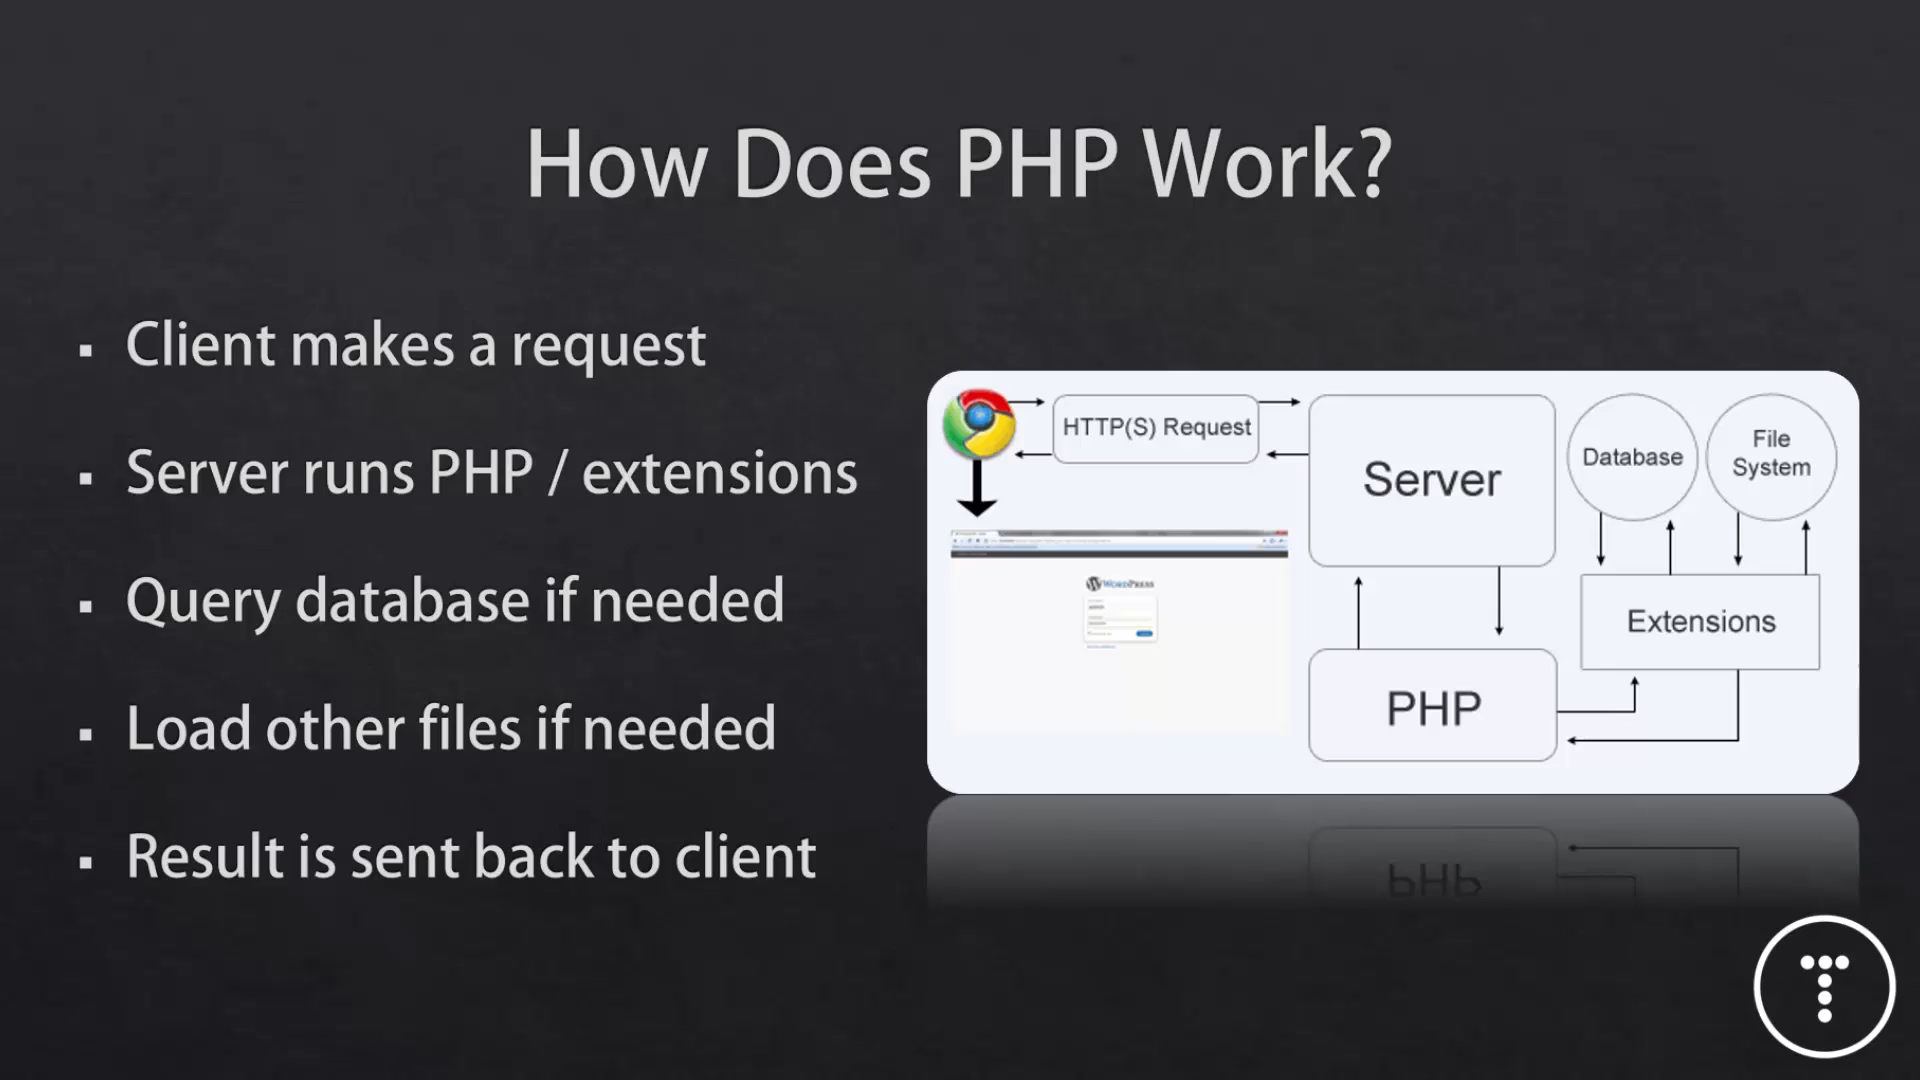 How Does PHP Work?
▪ Client makes a request
▪ Server runs PHP / extensions
▪ Query database if needed
▪ Load other files if needed
▪ Result is sent back to client
HTTP(S) Request
Server
Database
File
System
WORDPRESS
Extensions
PHP